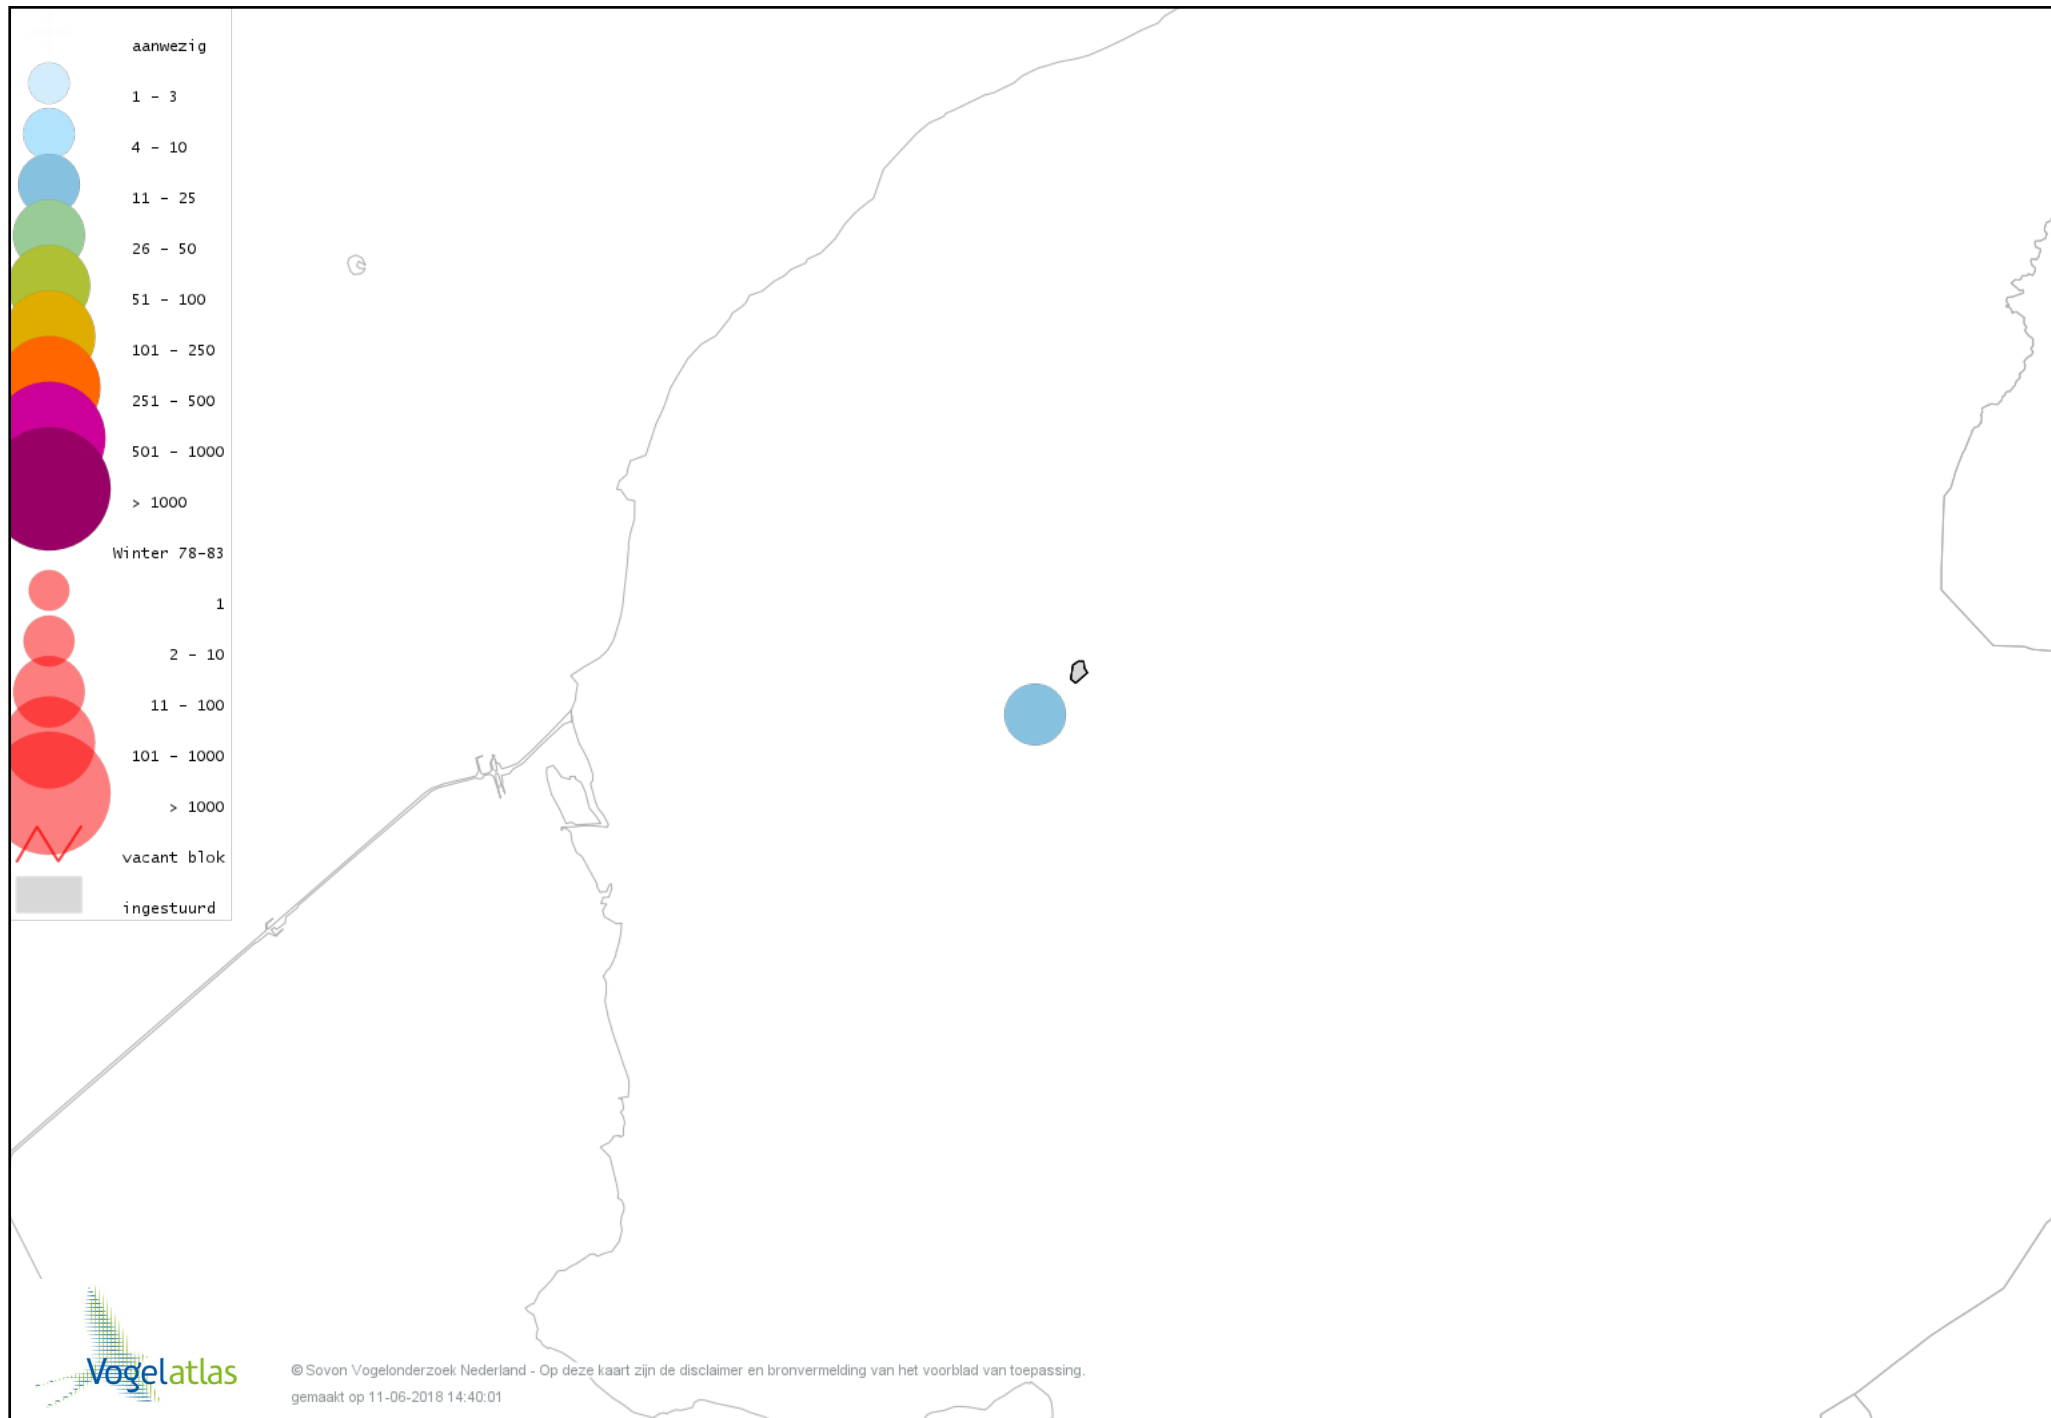 aanwezig
1 - 3
4 - 10
11 - 25
26 - 50
51 - 100
101 - 250
251 - 500
501 - 1000
> 1000
Winter 78-83
1
2 - 10
11 - 100
101 - 1000
> 1000
vacant blok
ingestuurd
Vogelatlas
© Sovon Vogelonderzoek Nederland - Op deze kaart zijn de disclaimer en bronvermelding van het voorblad van toepassing.
gemaakt op 11-06-2018 14:40:01